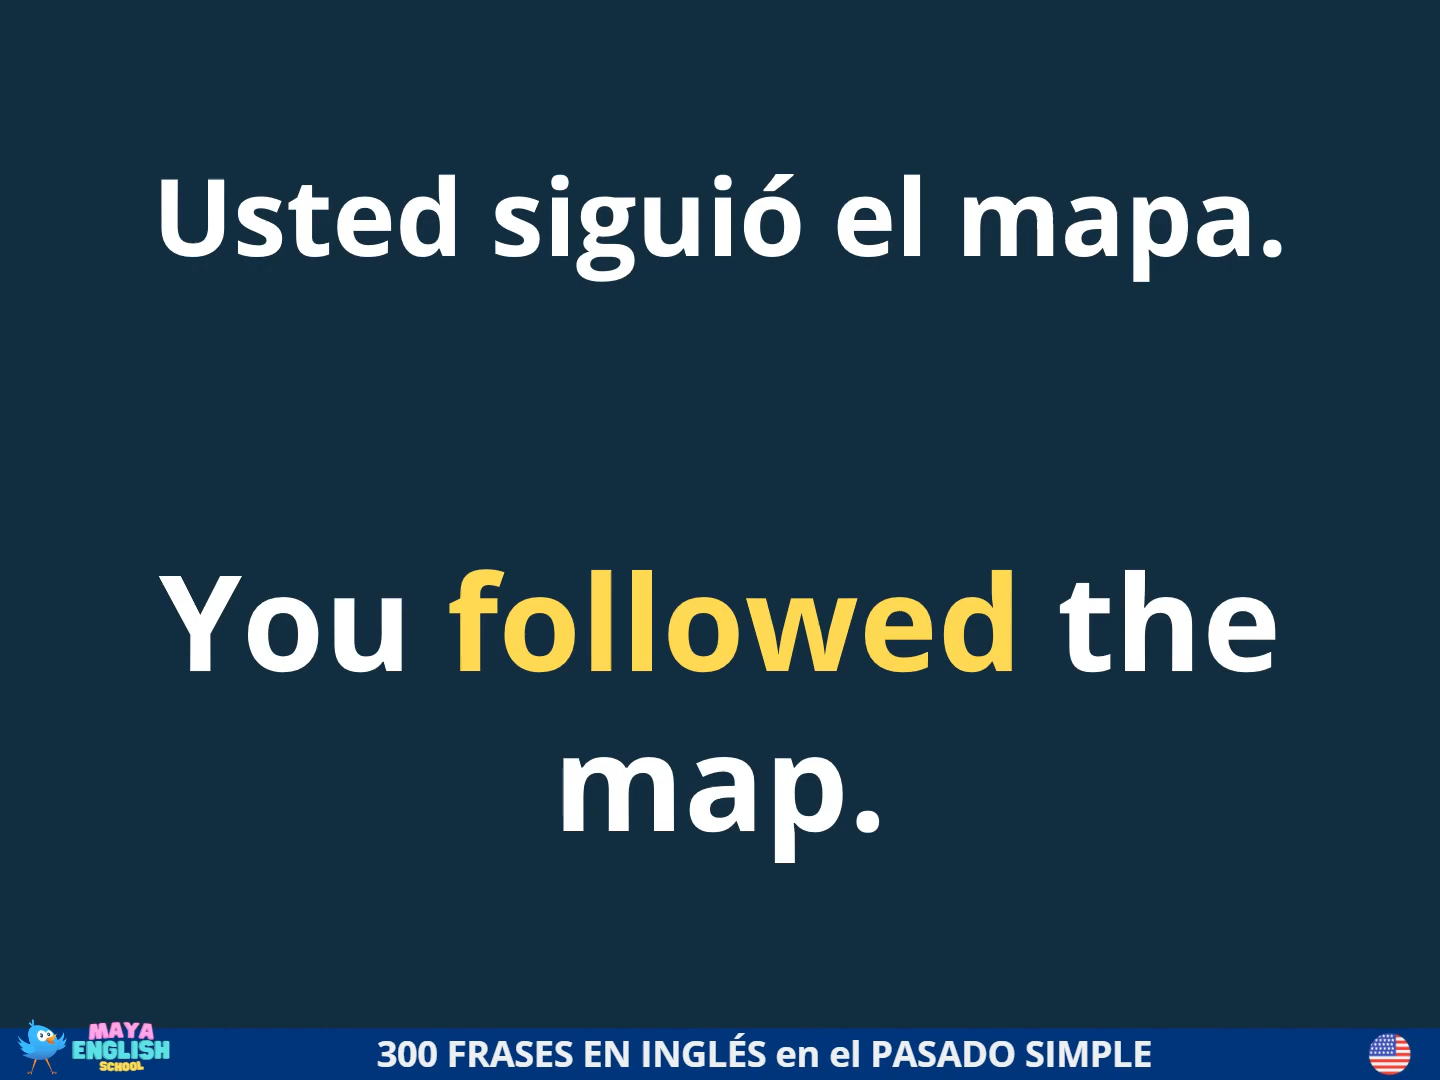 Usted siguió el mapa.
You followed the
map.
MAYA
ENGLISH
SCHOOL
300 FRASES EN INGLÉS en el PASADO SIMPLE